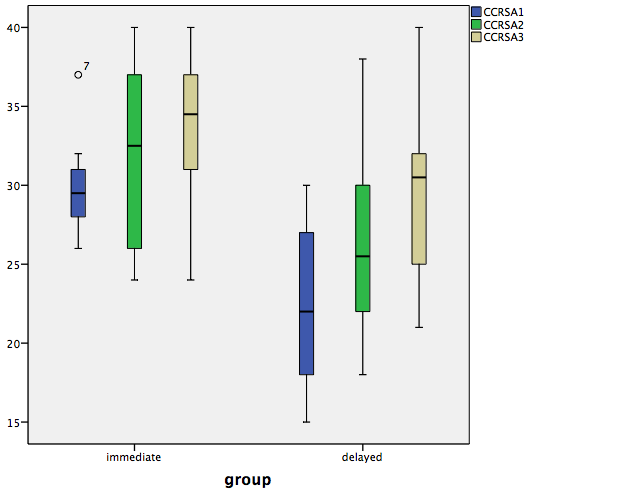 CCRSA1
CCRSA2
CCRSA3
40
7
35
30
25
20
15
immediate delayed
group